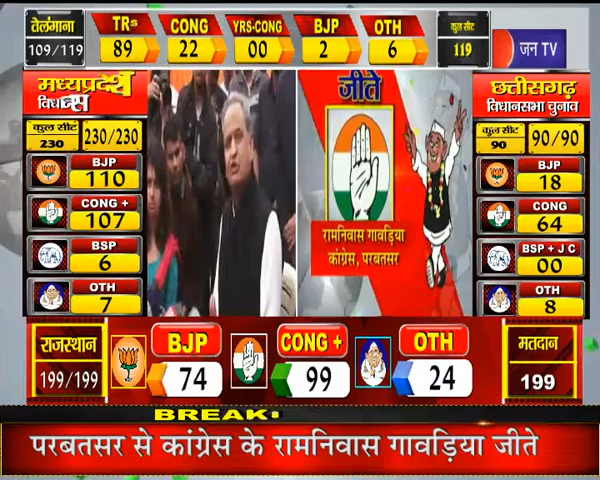 तेलंगाना
109/119
TRs
89
CONG
22
YRS-CONG
00
BJP
2
OTH
6
कुल सीट
119
जन TV
मध्यप्रदेश
कुल सीट
230
230/230
BJP
110
CONG +
107
BSP
6
OTH
7
जीते
रामनिवास गावड़िया
कांग्रेस, परबतसर
छत्तीसगढ़
विधानसभा चुनाव
कुल सीट
90
90/90
BJP
18
CONG
64
BSP + J C
00
OTH
8
राजस्थान
199/199
BJP
74
CONG +
99
OTH
24
मतदान
199
BREAK
परबतसर से कांग्रेस के रामनिवास गावड़िया जीते